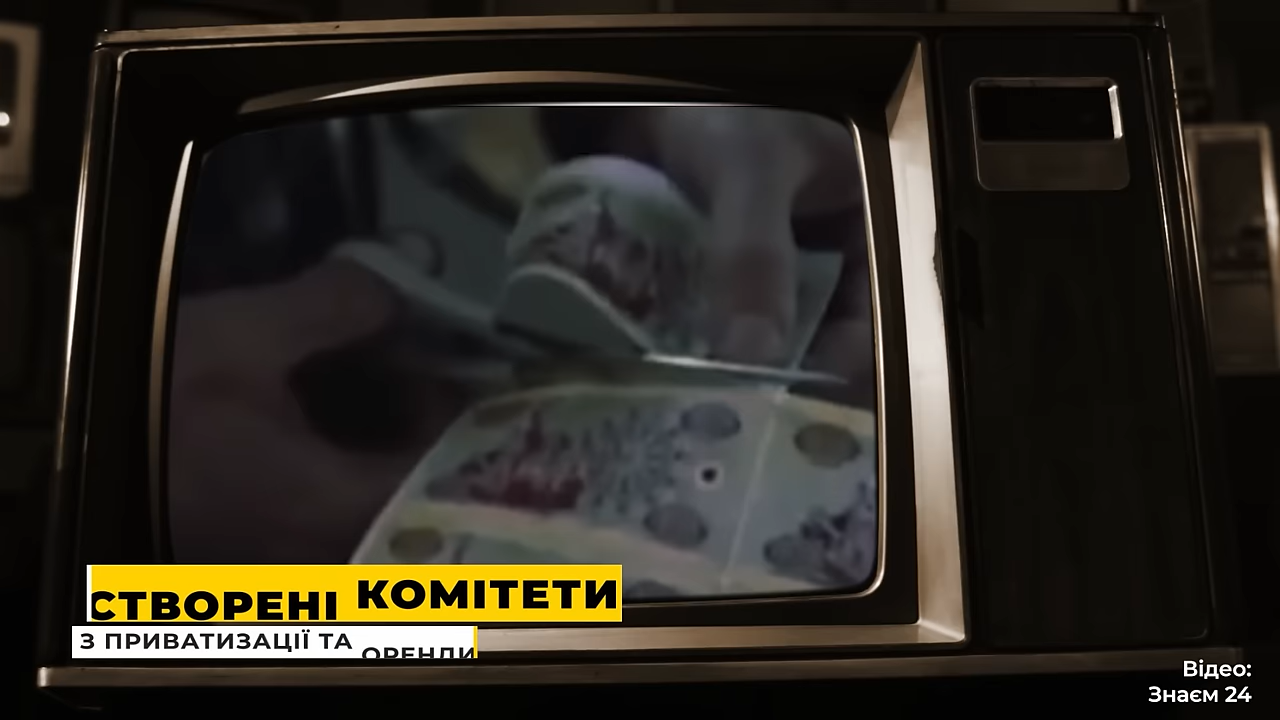 СТВОРЕНІ КОМІТЕТИ
З ПРИВАТИЗАЦІЇ ТА ОРЕНДИ
Відео:
Знаєм 24